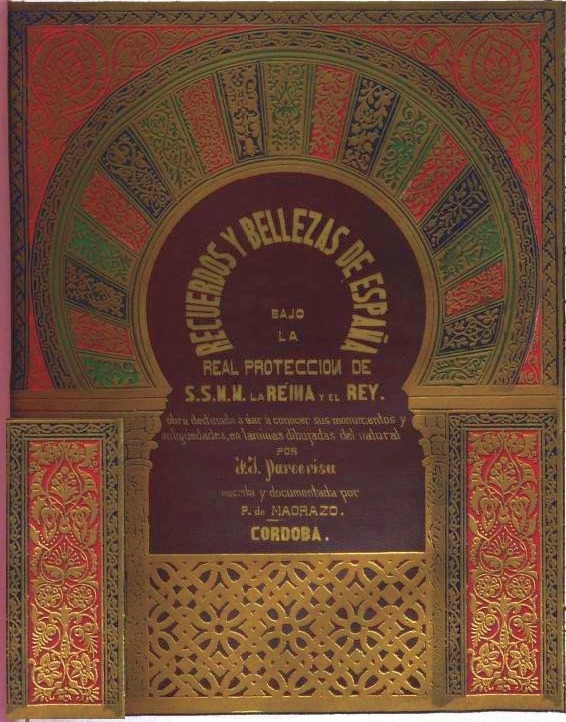 RECUERDOS Y BELLEZAS DE ESPAÑA
BAJO
LA
REAL PROTECCION DE
S.S.M.M. LA REINA Y EL REY.
obra destinada á dar á conocer sus monumentos y
antigüedades, en laminas dibujadas del natural
POR
F.J. Parcerisa
escrita y documentada por
P. de MADRAZO.
CORDOBA.